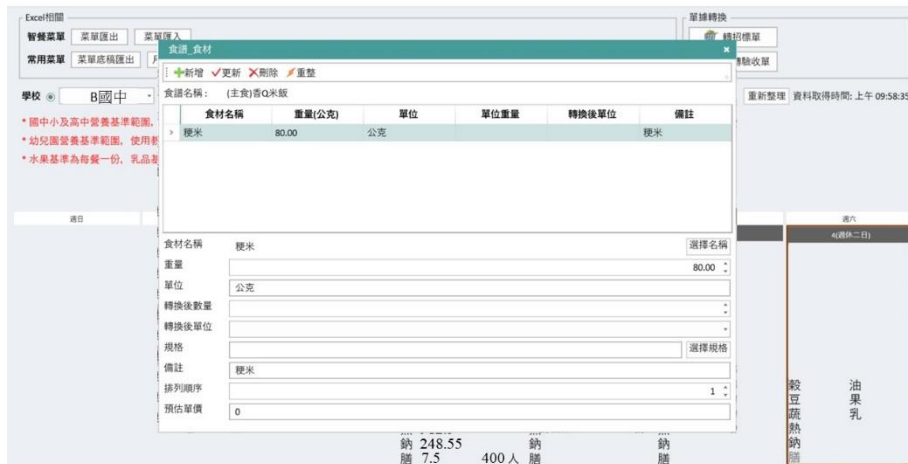 Excel相關
智餐菜單 菜單匯出 菜單匯入
常用菜單 菜單底稿匯出
單據轉換
轉招標單
驗收單
學校 B國中
重新整理 資料取得時間: 上午 09:58:35
*國中小及高中營養基準範圍,
*幼兒園營養基準範圍, 使用
*水果基準為每餐一份, 乳品
食譜_食材
新增 更新 刪除 重整
食譜名稱: (主食)香Q米飯
食材名稱 重量(公克) 單位 單位重量 轉換後單位 備註
粳米 80.00 公克 粳米
食材名稱 粳米 選擇名稱
重量 80.00
單位 公克
轉換後數量
轉換後單位
規格 選擇規格
備註 粳米
排列順序 1
預估單價 0
週日 週六
4(週休二日)
穀 油
豆 果
蔬 乳
熱
鈉 248.55 鈉 鈉 鈉
膳 7.5 400人 膳 膳 膳